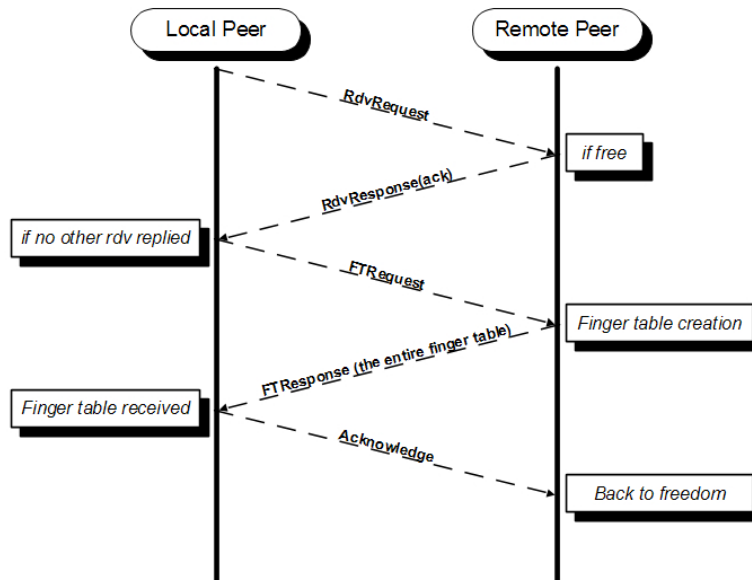 Local Peer
Remote Peer
RdvRequest
if free
RdvResponse(ack)
if no other rdv replied
FTRequest
Finger table creation
FTResponse (the entire finger table)
Finger table received
Acknowledge
Back to freedom